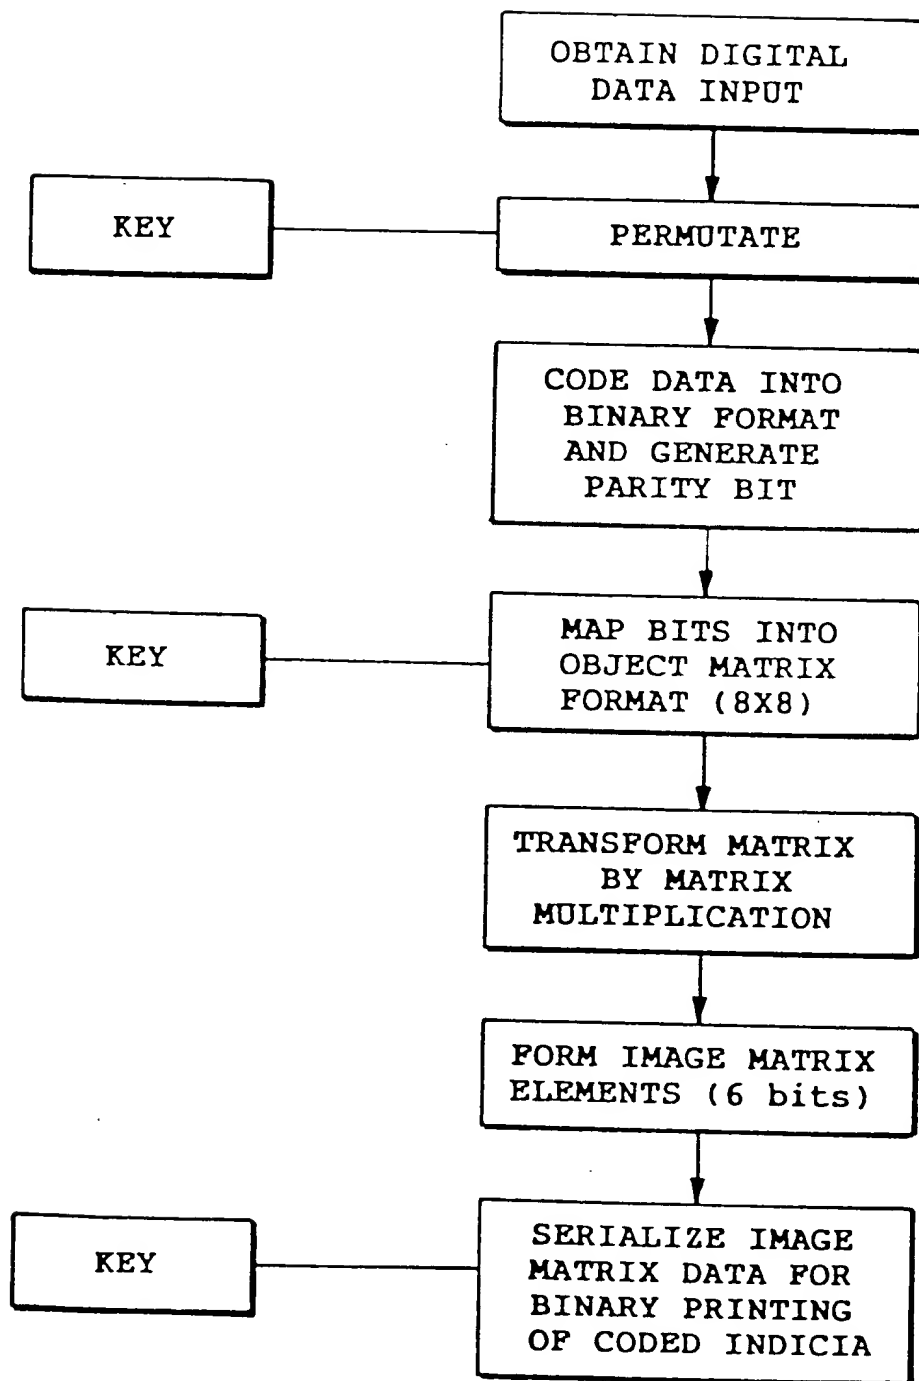 OBTAIN DIGITAL
DATA INPUT
KEY
PERMUTATE
CODE DATA INTO
BINARY FORMAT
AND GENERATE
PARITY BIT
KEY
MAP BITS INTO
OBJECT MATRIX
FORMAT (8X8)
TRANSFORM MATRIX
BY MATRIX
MULTIPLICATION
FORM IMAGE MATRIX
ELEMENTS (6 bits)
KEY
SERIALIZE IMAGE
MATRIX DATA FOR
BINARY PRINTING
OF CODED INDICIA